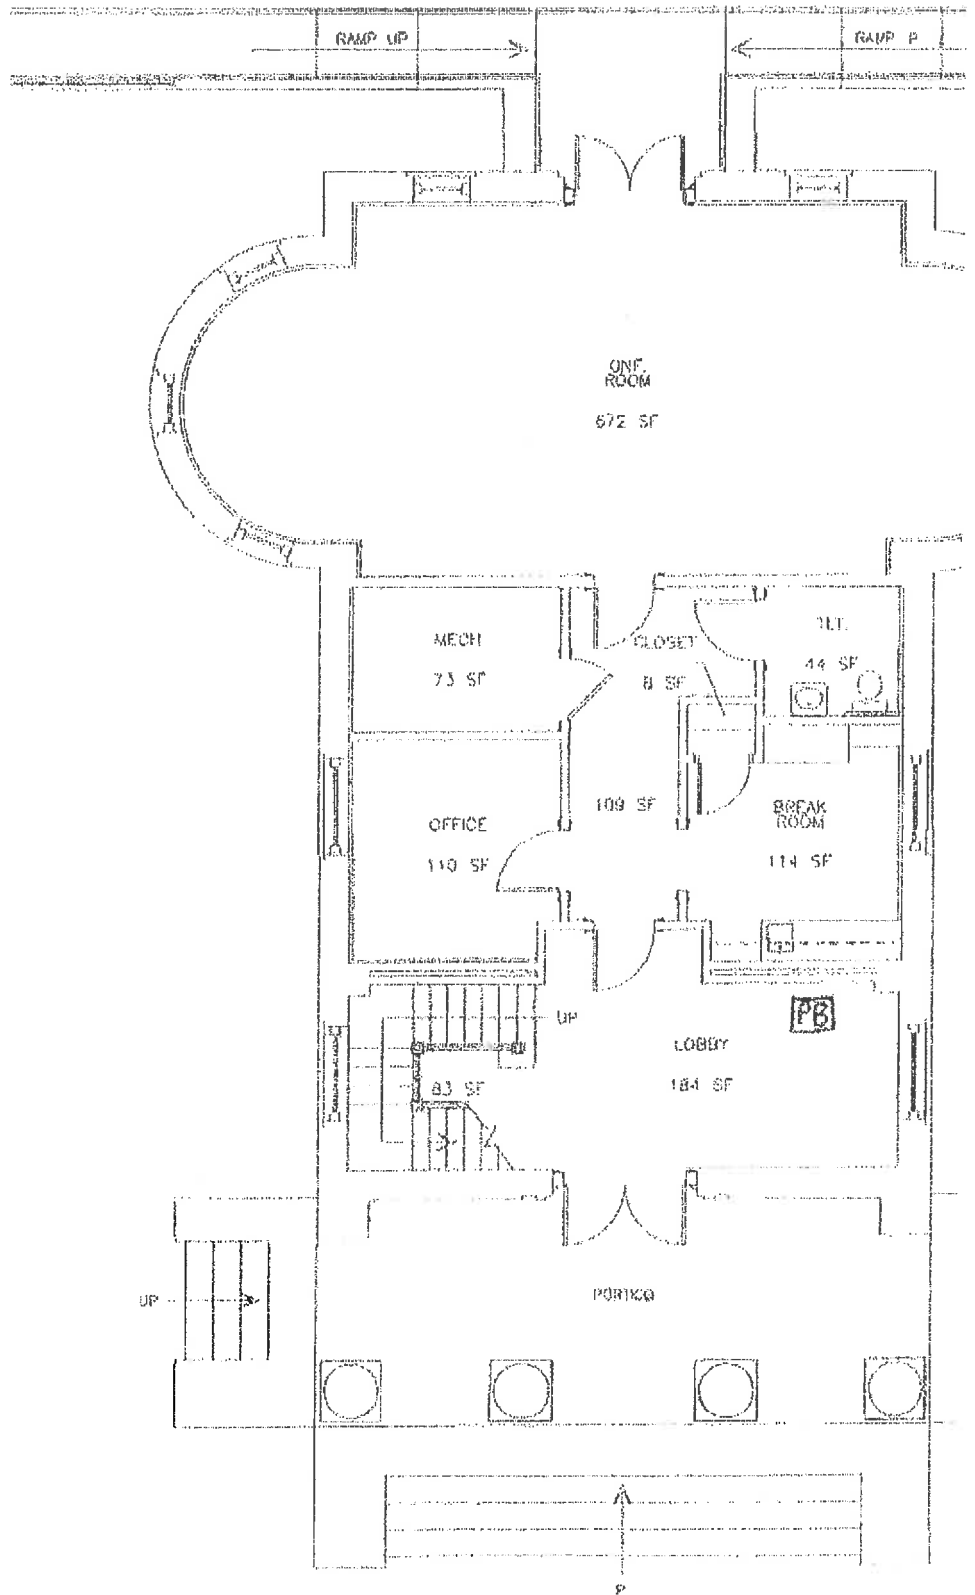 RAMP UP
RAMP P
ONF.
ROOM
672 SF
MECH
73 SF
CLOSET
8 SF
TLT.
44 SF
OFFICE
110 SF
109 SF
BREAK
ROOM
114 SF
UP
PB
LOBBY
184 SF
83 SF
UP
PORTICO
P